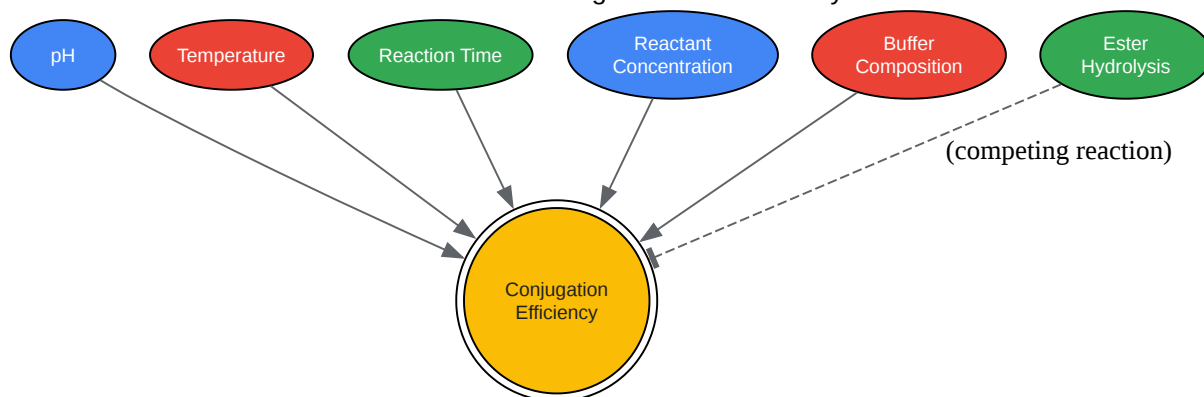 pH
Temperature
Reaction Time
Reactant
Concentration
Buffer
Composition
Ester
Hydrolysis
(competing reaction)
Conjugation
Efficiency